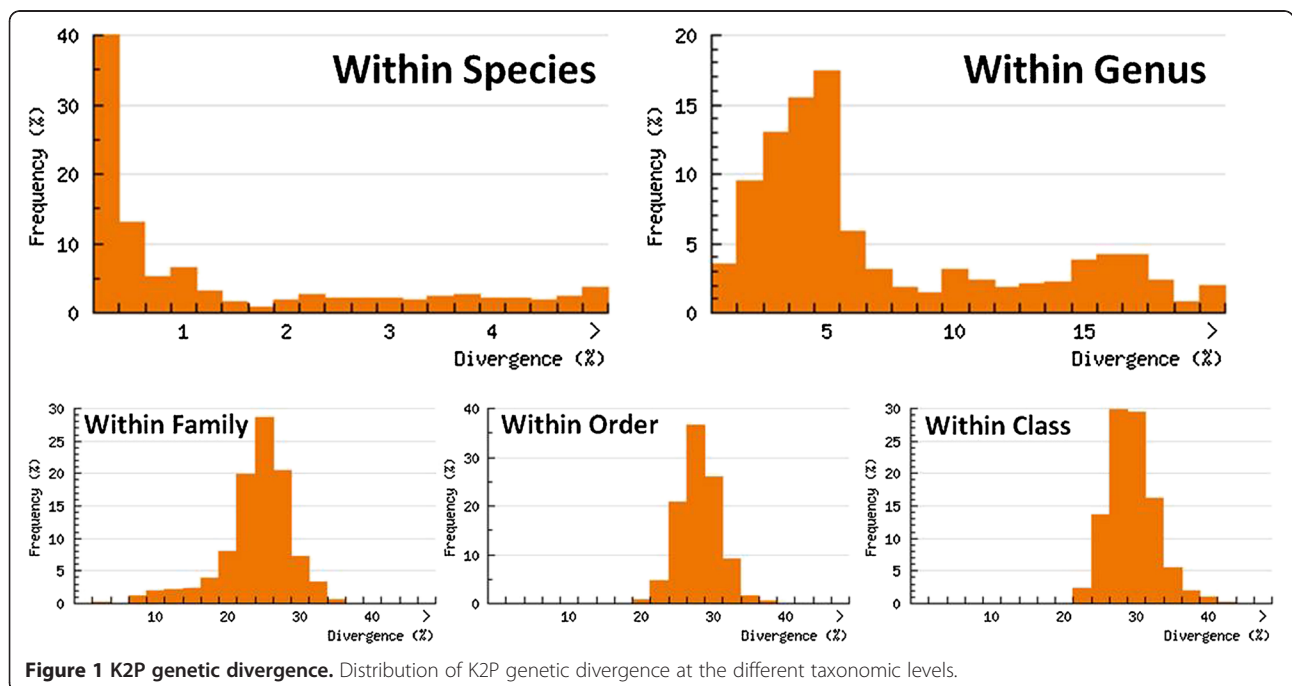 Within Species
Frequency (%)
40
30
20
10
0
1 2 3 4 >
Divergence (%)
Within Genus
Frequency (%)
20
15
10
5
0
5 10 15 >
Divergence (%)
Within Family
Frequency (%)
30
25
20
15
10
5
0
10 20 30 40 >
Divergence (%)
Within Order
Frequency (%)
40
30
20
10
0
10 20 30 40 >
Divergence (%)
Within Class
Frequency (%)
30
25
20
15
10
5
0
10 20 30 40 >
Divergence (%)
Figure 1 K2P genetic divergence. Distribution of K2P genetic divergence at the different taxonomic levels.